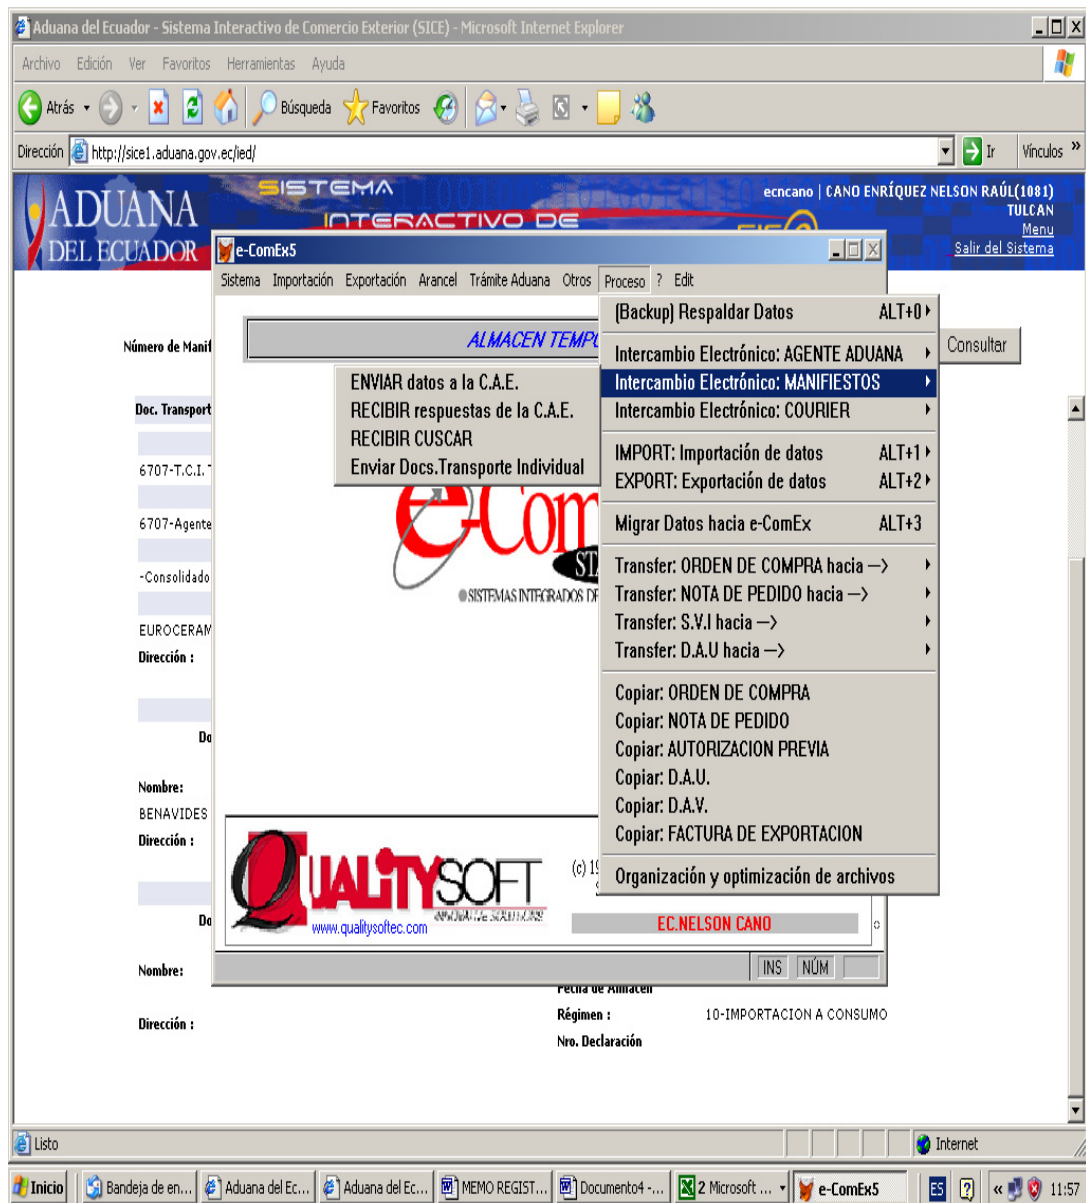 Aduana del Ecuador - Sistema Interactivo de Comercio Exterior (SICE) - Microsoft Internet Explorer
Archivo Edición Ver Favoritos Herramientas Ayuda
Atrás Búsqueda Favoritos
Dirección http://sice1.aduana.gov.ec/ied/ Ir Vínculos »
ADUANA
DEL ECUADOR
SISTEMA
INTERACTIVO DE
ecncano | CANO ENRÍQUEZ NELSON RAÚL(1081)
TULCAN
Menu
Salir del Sistema
e-ComEx5
Sistema Importación Exportación Arancel Trámite Aduana Otros Proceso ? Edit
Número de Manif
ALMACEN TEMPO
Consultar
(Backup) Respaldar Datos ALT+0
Intercambio Electrónico: AGENTE ADUANA
Intercambio Electrónico: MANIFIESTOS
Intercambio Electrónico: COURIER
IMPORT: Importación de datos ALT+1
EXPORT: Exportación de datos ALT+2
Migrar Datos hacia e-ComEx ALT+3
Transfer: ORDEN DE COMPRA hacia —>
Transfer: NOTA DE PEDIDO hacia —>
Transfer: S.V.I hacia —>
Transfer: D.A.U hacia —>
Copiar: ORDEN DE COMPRA
Copiar: NOTA DE PEDIDO
Copiar: AUTORIZACION PREVIA
Copiar: D.A.U.
Copiar: D.A.V.
Copiar: FACTURA DE EXPORTACION
Organización y optimización de archivos
ENVIAR datos a la C.A.E.
RECIBIR respuestas de la C.A.E.
RECIBIR CUSCAR
Enviar Docs.Transporte Individual
e-Com
STA
SISTEMAS INTEGRADOS DE
Doc. Transport
6707-T.C.I. T
6707-Agente
-Consolidado
EUROCERAM
Dirección :
Do
Nombre:
BENAVIDES
Dirección :
Do
Nombre:
Dirección :
QUALITYSOFT
INNOVATIVE SOLUTIONS
www.qualitysoftec.com
(c) 19
EC.NELSON CANO
INS NÚM
Fecha de Almacen
Régimen : 10-IMPORTACION A CONSUMO
Nro. Declaración
Listo Internet
Inicio Bandeja de en... Aduana del Ec... Aduana del Ec... MEMO REGIST... Documento4 -... 2 Microsoft ... e-ComEx5 ES « 11:57